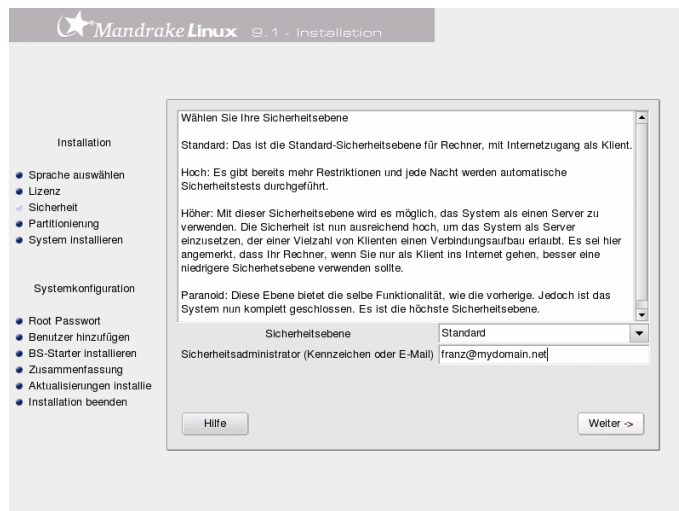 Mandrake Linux 9.1 - Installation
Installation
Sprache auswählen
Lizenz
Sicherheit
Partitionierung
System installieren
Systemkonfiguration
Root Passwort
Benutzer hinzufügen
BS-Starter installieren
Zusammenfassung
Aktualisierungen installie
Installation beenden
Wählen Sie Ihre Sicherheitsebene
Standard: Das ist die Standard-Sicherheitsebene für Rechner, mit Internetzugang als Klient.
Hoch: Es gibt bereits mehr Restriktionen und jede Nacht werden automatische
Sicherheitstests durchgeführt.
Höher: Mit dieser Sicherheitsebene wird es möglich, das System als einen Server zu
verwenden. Die Sicherheit ist nun ausreichend hoch, um das System als Server
einzusetzen, der einer Vielzahl von Klienten einen Verbindungsaufbau erlaubt. Es sei hier
angemerkt, dass Ihr Rechner, wenn Sie nur als Klient ins Internet gehen, besser eine
niedrigere Sicherhetsebene verwenden sollte.
Paranoid: Diese Ebene bietet die selbe Funktionalität, wie die vorherige. Jedoch ist das
System nun komplett geschlossen. Es ist die höchste Sicherheitsebene.
Sicherheitsebene Standard
Sicherheitsadministrator (Kennzeichen oder E-Mail) franz@mydomain.net
Hilfe Weiter ->